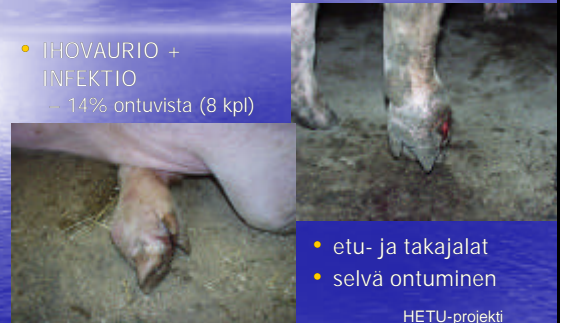 • IHOVAURIO +
INFEKTIO
– 14% ontuvista (8 kpl)
• etu- ja takajalat
• selvä ontuminen
HETU-projekti